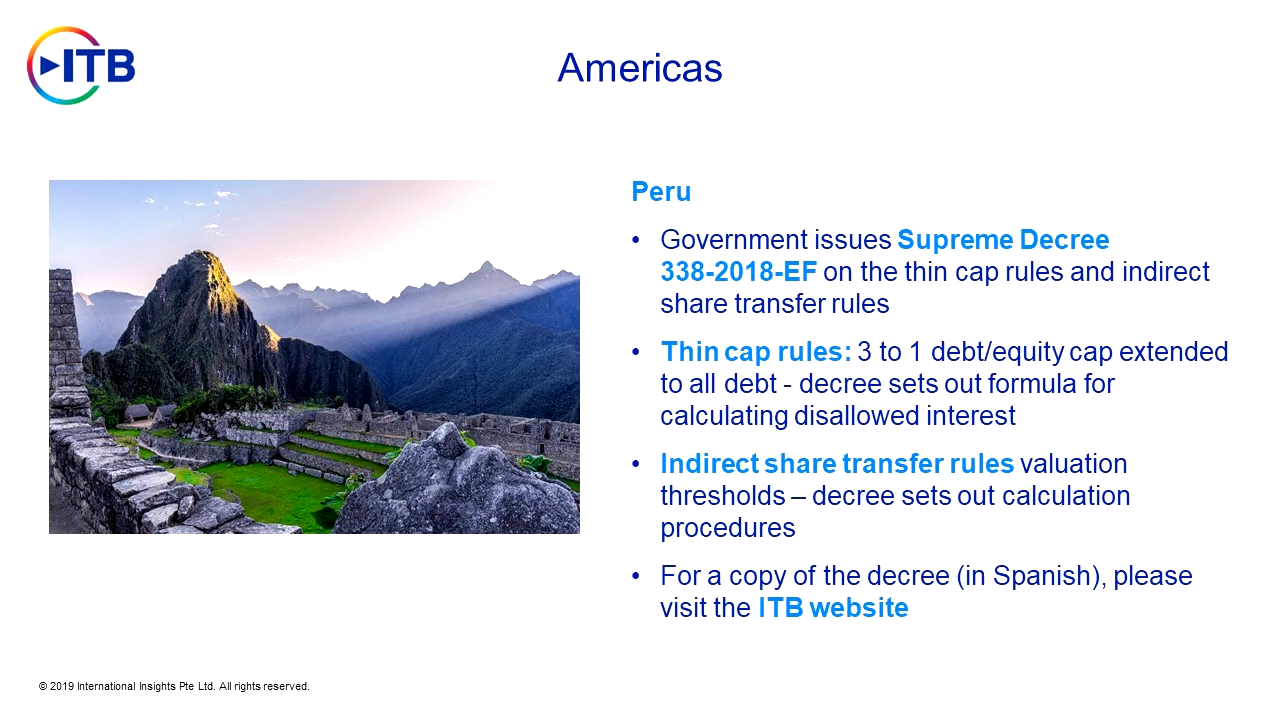 ITB
Americas
Peru
• Government issues Supreme Decree
338-2018-EF on the thin cap rules and indirect
share transfer rules
• Thin cap rules: 3 to 1 debt/equity cap extended
to all debt - decree sets out formula for
calculating disallowed interest
• Indirect share transfer rules valuation
thresholds – decree sets out calculation
procedures
• For a copy of the decree (in Spanish), please
visit the ITB website
© 2019 International Insights Pte Ltd. All rights reserved.